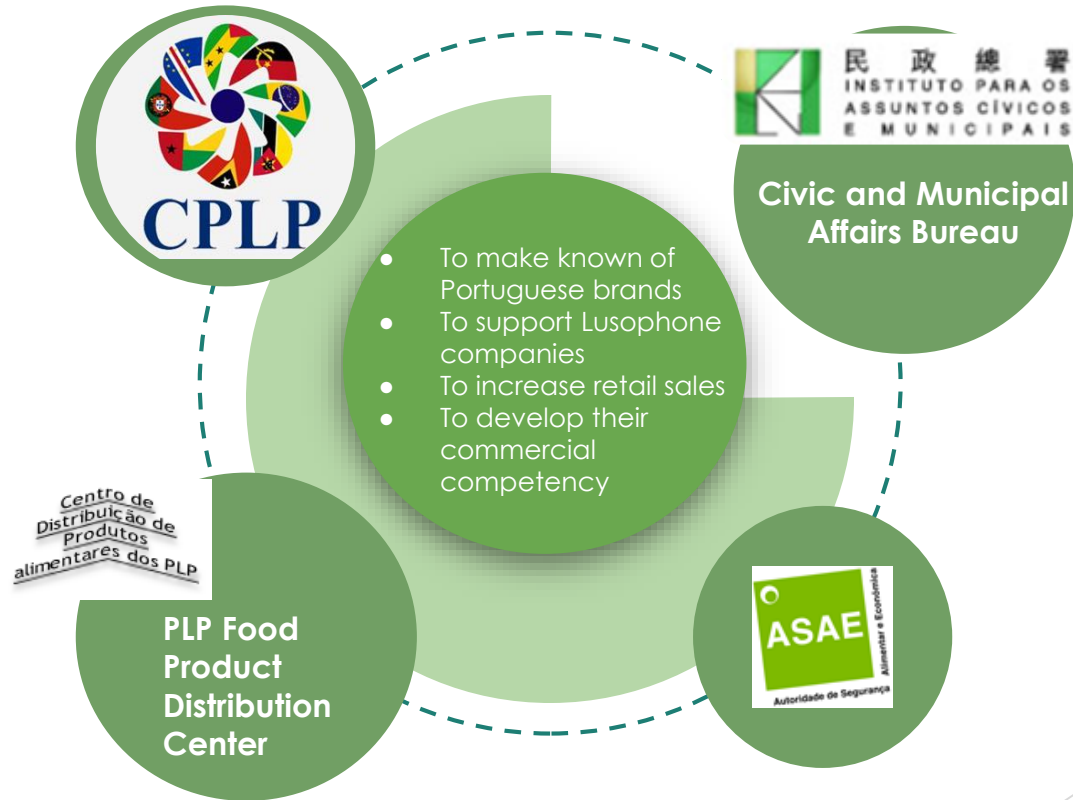 CPLP
民政總署
INSTITUTO PARA OS
ASSUNTOS CÍVICOS
E MUNICIPAIS
Civic and Municipal
Affairs Bureau
● To make known of
Portuguese brands
● To support Lusophone
companies
● To increase retail sales
● To develop their
commercial
competency
Centro de
Distribuição de
Produtos
alimentares dos PLP
PLP Food
Product
Distribution
Center
ASAE
Alimentar e Económica
Autoridade de Segurança